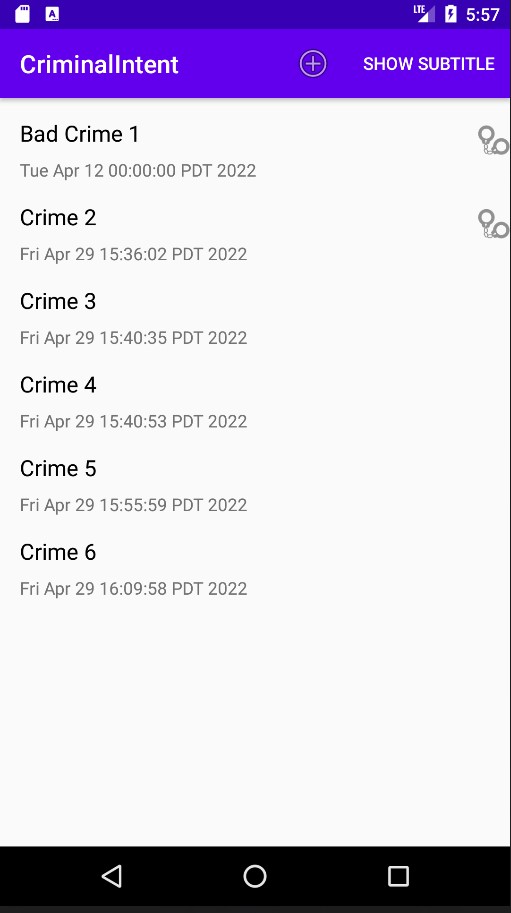 LTE 5:57
CriminalIntent SHOW SUBTITLE
Bad Crime 1
Tue Apr 12 00:00:00 PDT 2022
Crime 2
Fri Apr 29 15:36:02 PDT 2022
Crime 3
Fri Apr 29 15:40:35 PDT 2022
Crime 4
Fri Apr 29 15:40:53 PDT 2022
Crime 5
Fri Apr 29 15:55:59 PDT 2022
Crime 6
Fri Apr 29 16:09:58 PDT 2022